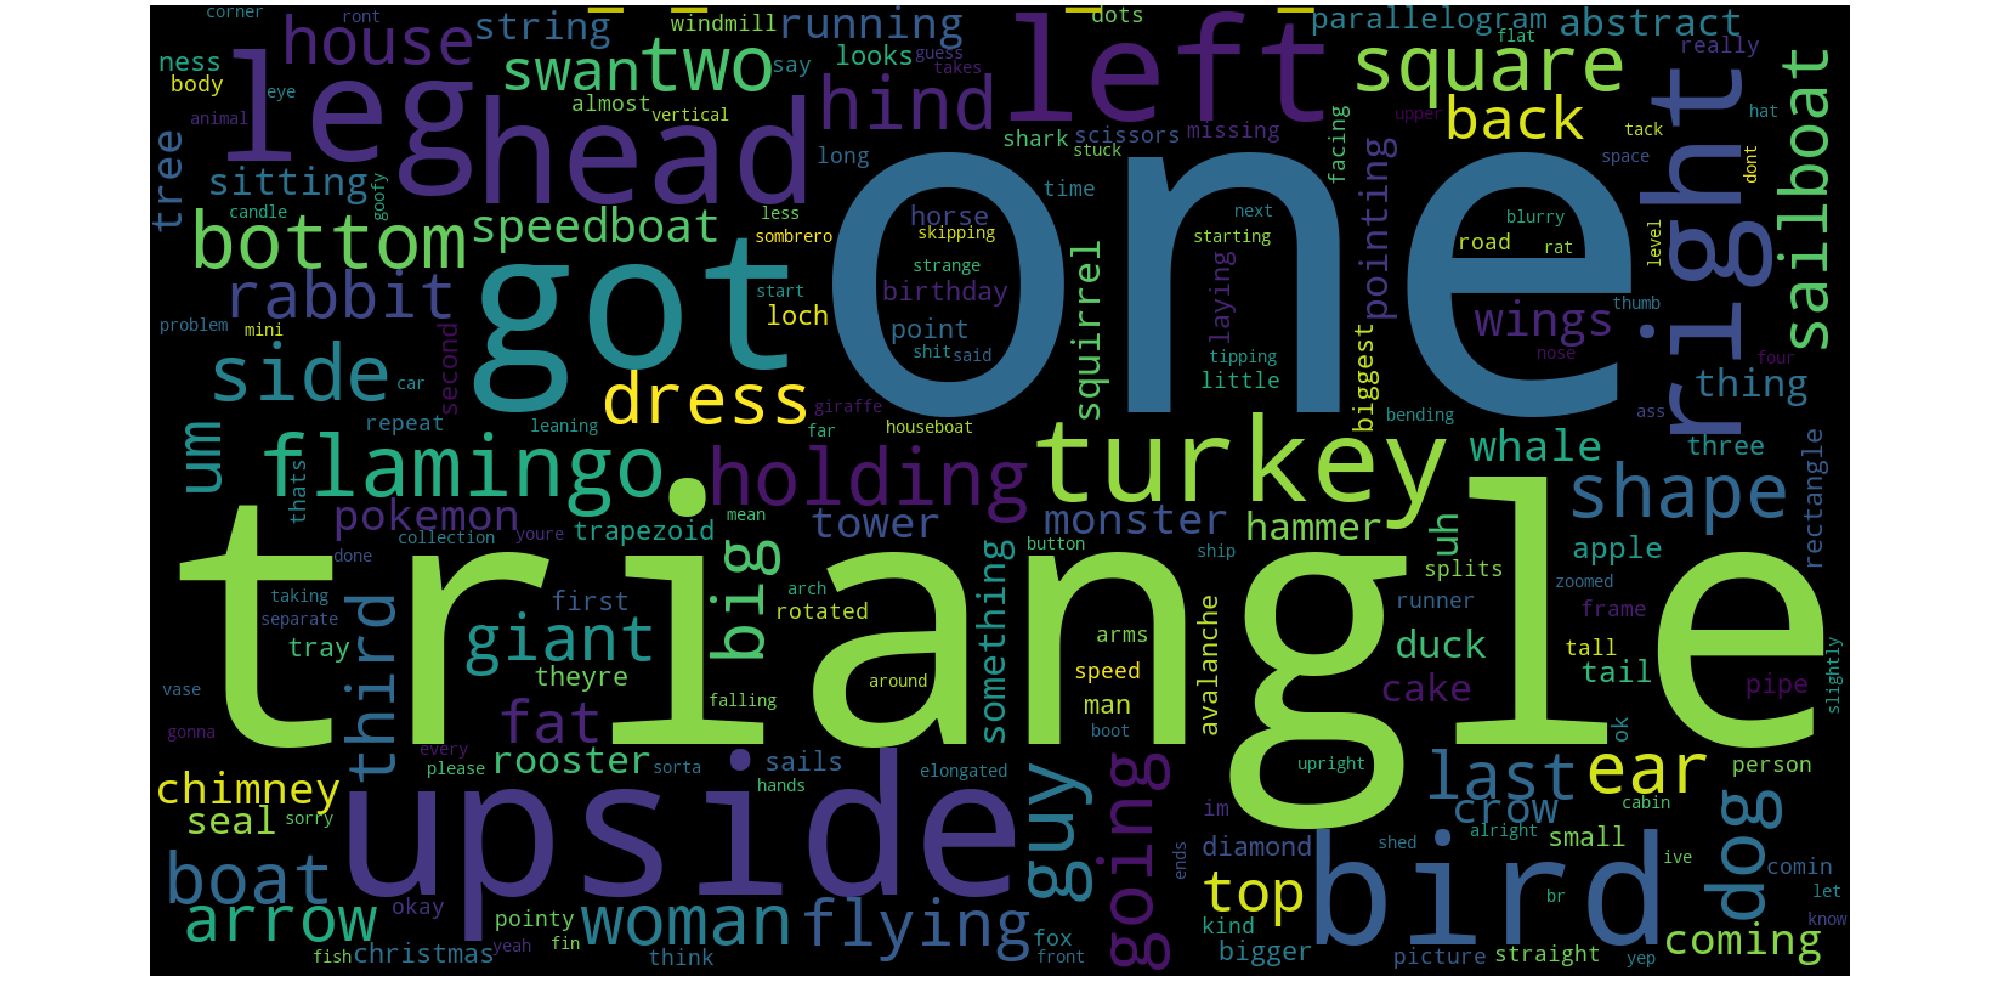 corner
ront
house
string
windmill
running
left
dots
parallelogram
abstract
flat
really
ness
body
eye
leg
swan
two
say
looks
guess
takes
square
sailboat
animal
almost
vertical
head
hind
shark
scissors
missing
stuck
facing
upper
back
tack
hat
right
tree
long
sitting
goofy
time
pointing
space
dont
candle
bottom
speedboat
less
sombrero
one
horse
skipping
next
starting
blurry
road
rat
level
squirrel
laying
rabbit
got
start
strange
birthday
loch
wings
thumb
problem
mini
second
point
shit
said
biggest
tipping
little
nose
four
side
car
dress
giraffe
thing
repeat
leaning
far
houseboat
bending
ass
um
flamingo
holding
turkey
whale
three
rectangle
thats
shape
pokemon
trapezoid
mean
tower
monster
hammer
uh
collection
youre
big
something
button
ship
apple
done
triangle
splits
zoomed
taking
separate
third
first
arch
rotated
avalanche
runner
frame
tray
giant
arms
duck
tall
theyre
speed
tail
slightly
vase
falling
around
man
cake
pipe
gonna
fat
boot
ok
every
please
rooster
sorta
sails
elongated
upright
last
ear
person
chimney
hands
guy
going
im
crow
cabin
seal
sorry
upside
diamond
shed
alright
small
dog
ive
comin
boat
ends
top
bird
br
let
arrow
okay
pointy
woman
flying
kind
know
fish
christmas
yeah
fin
think
fox
front
bigger
picture
straight
yep
coming